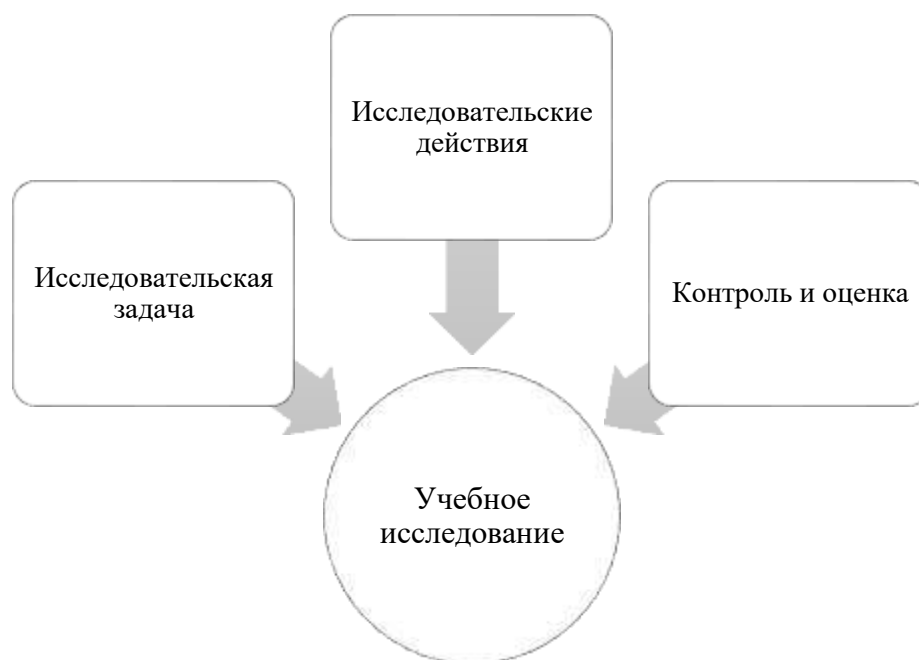 Исследовательские
действия
Исследовательская
задача
Контроль и оценка
Учебное
исследование